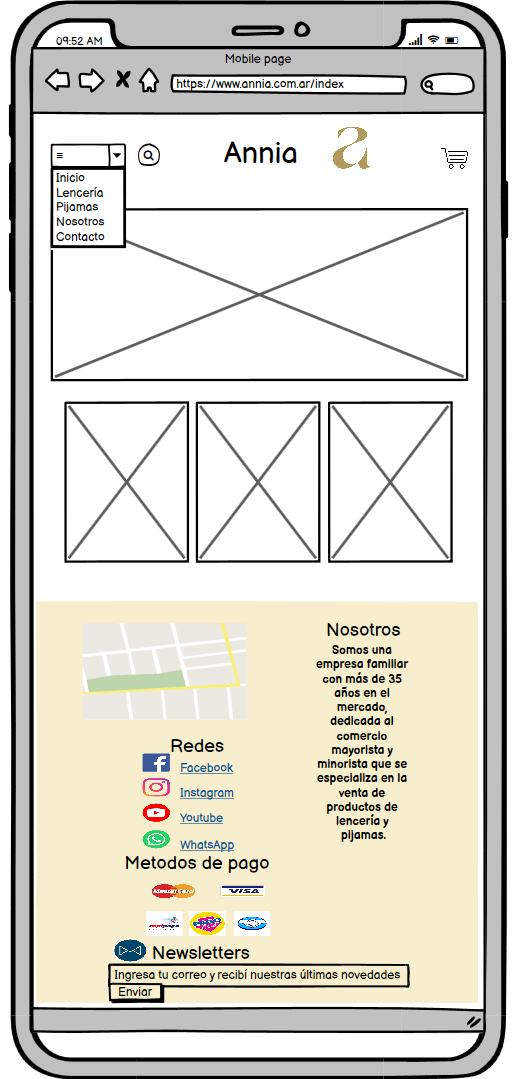 09:52 AM
Mobile page
https://www.annia.com.ar/index
≡
Annia
a
Inicio
Lencería
Pijamas
Nosotros
Contacto
Nosotros
Somos una
empresa familiar
con más de 35
años en el
mercado,
dedicada al
comercio
mayorista y
minorista que se
especializa en la
venta de
productos de
lencería y
pijamas.
Redes
Facebook
Instagram
Youtube
WhatsApp
Metodos de pago
VISA
Newsletters
Ingresa tu correo y recibí nuestras últimas novedades
Enviar